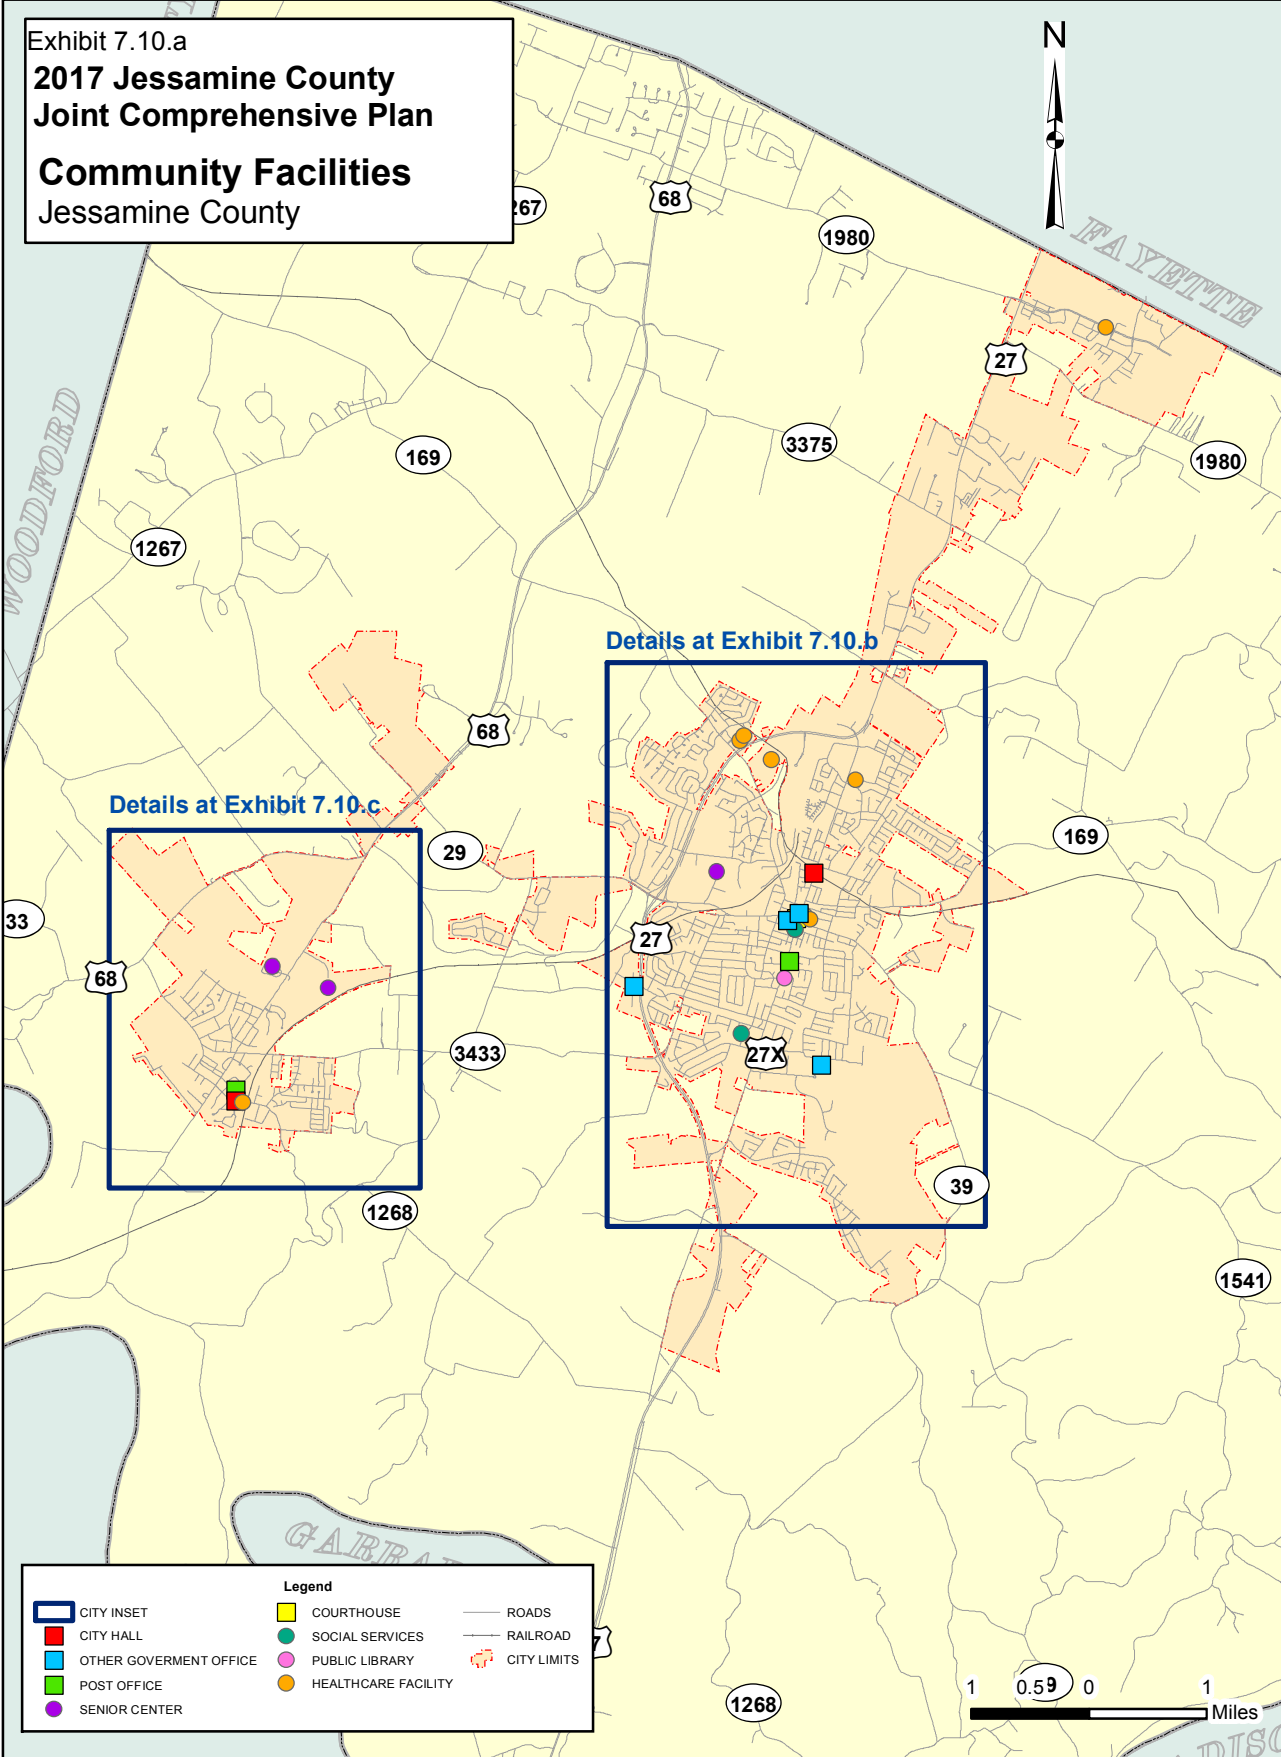 Exhibit 7.10.a
2017 Jessamine County
Joint Comprehensive Plan
Community Facilities
Jessamine County
N
267
68
1980
FAYETTE
27
WOODFORD
169
3375
1980
1267
Details at Exhibit 7.10.b
68
Details at Exhibit 7.10.c
29
169
33
27
68
3433
27X
39
1268
1541
Legend
CITY INSET
CITY HALL
OTHER GOVERMENT OFFICE
POST OFFICE
SENIOR CENTER
COURTHOUSE
SOCIAL SERVICES
PUBLIC LIBRARY
HEALTHCARE FACILITY
ROADS
RAILROAD
CITY LIMITS
7
1268
9
1 0.5 0 1
Miles